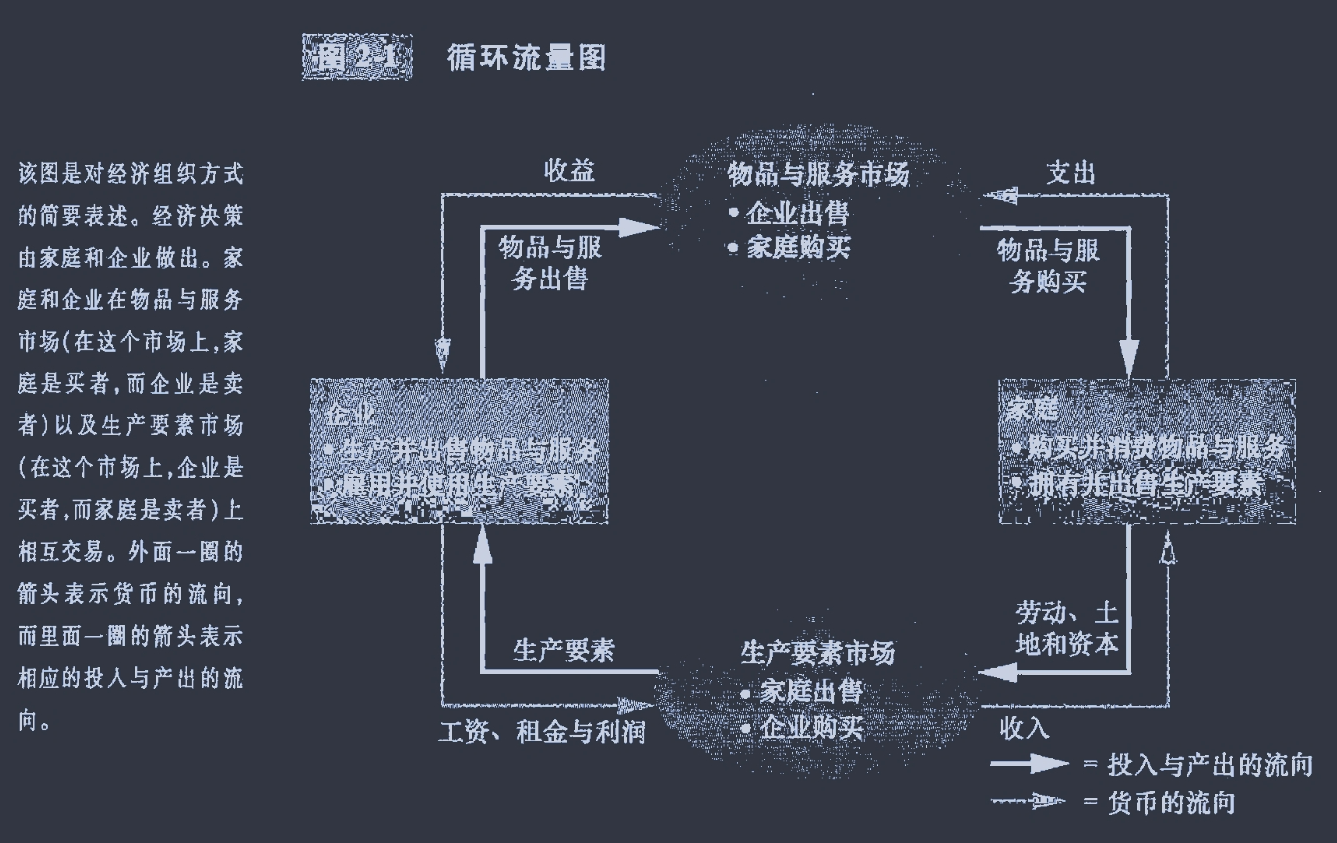 图 2-1 循环流量图
该图是对经济组织方式
的简要表述。经济决策
由家庭和企业做出。家
庭和企业在物品与服务
市场(在这个市场上,家
庭是买者,而企业是卖
者)以及生产要素市场
(在这个市场上,企业是
买者,而家庭是卖者)上
相互交易。外面一圈的
箭头表示货币的流向,
而里面一圈的箭头表示
相应的投入与产出的流
向。
收益
物品与服
务出售
物品与服务市场
• 企业出售
• 家庭购买
支出
物品与服
务购买
企业
• 生产并出售物品与服务
• 雇用并使用生产要素
家庭
• 购买并消费物品与服务
• 拥有并出售生产要素
生产要素
工资、租金与利润
生产要素市场
• 家庭出售
• 企业购买
劳动、土
地和资本
收入
= 投入与产出的流向
= 货币的流向